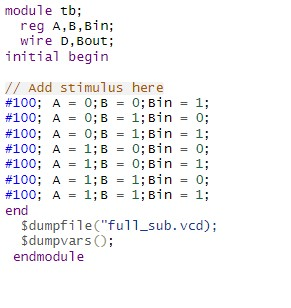 module tb;
reg A,B,Bin;
wire D,Bout;
initial begin
// Add stimulus here
#100; A = 0;B = 0;Bin = 1;
#100; A = 0;B = 1;Bin = 0;
#100; A = 0;B = 1;Bin = 1;
#100; A = 1;B = 0;Bin = 0;
#100; A = 1;B = 0;Bin = 1;
#100; A = 1;B = 1;Bin = 0;
#100; A = 1;B = 1;Bin = 1;
end
$dumpfile("full_sub.vcd);
$dumpvars();
endmodule